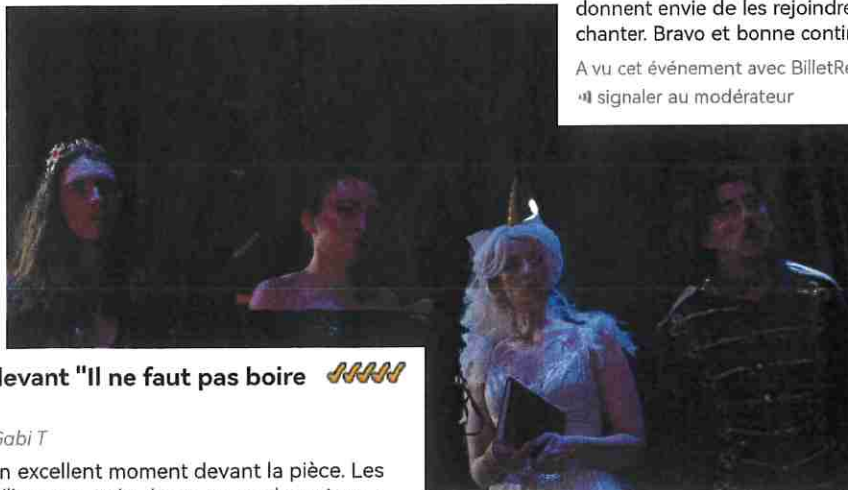 donnent envie de les rejoindre
chanter. Bravo et bonne contin
A vu cet événement avec BilletRe
signaler au modérateur
devant "Il ne faut pas boire
Gabi T
n excellent moment devant la pièce. Les